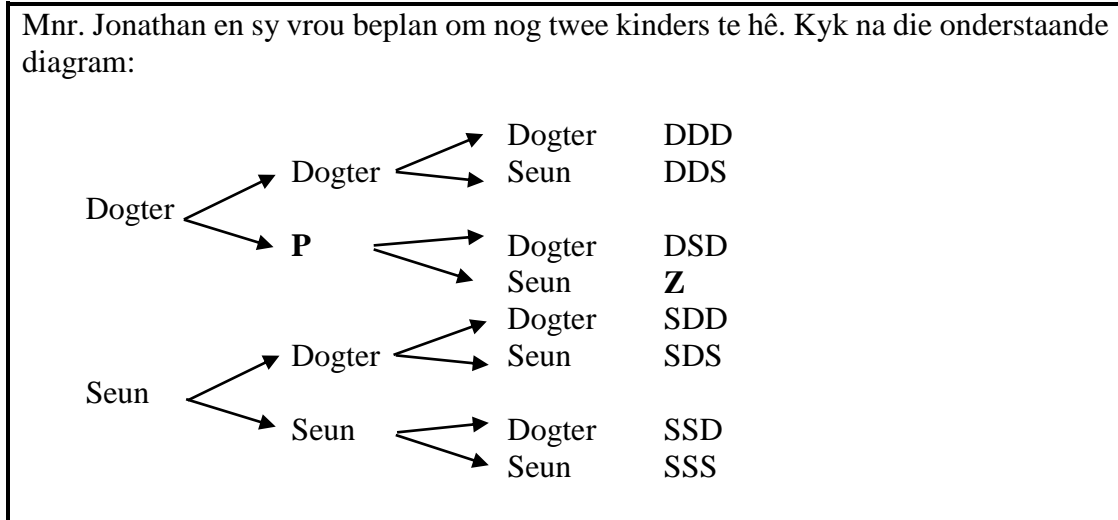 Mnr. Jonathan en sy vrou beplan om nog twee kinders te hê. Kyk na die onderstaande
diagram:
Dogter DDD
Dogter Seun DDS
Dogter
P Dogter DSD
Seun Z
Dogter SDD
Dogter Seun SDS
Seun
Seun Dogter SSD
Seun SSS